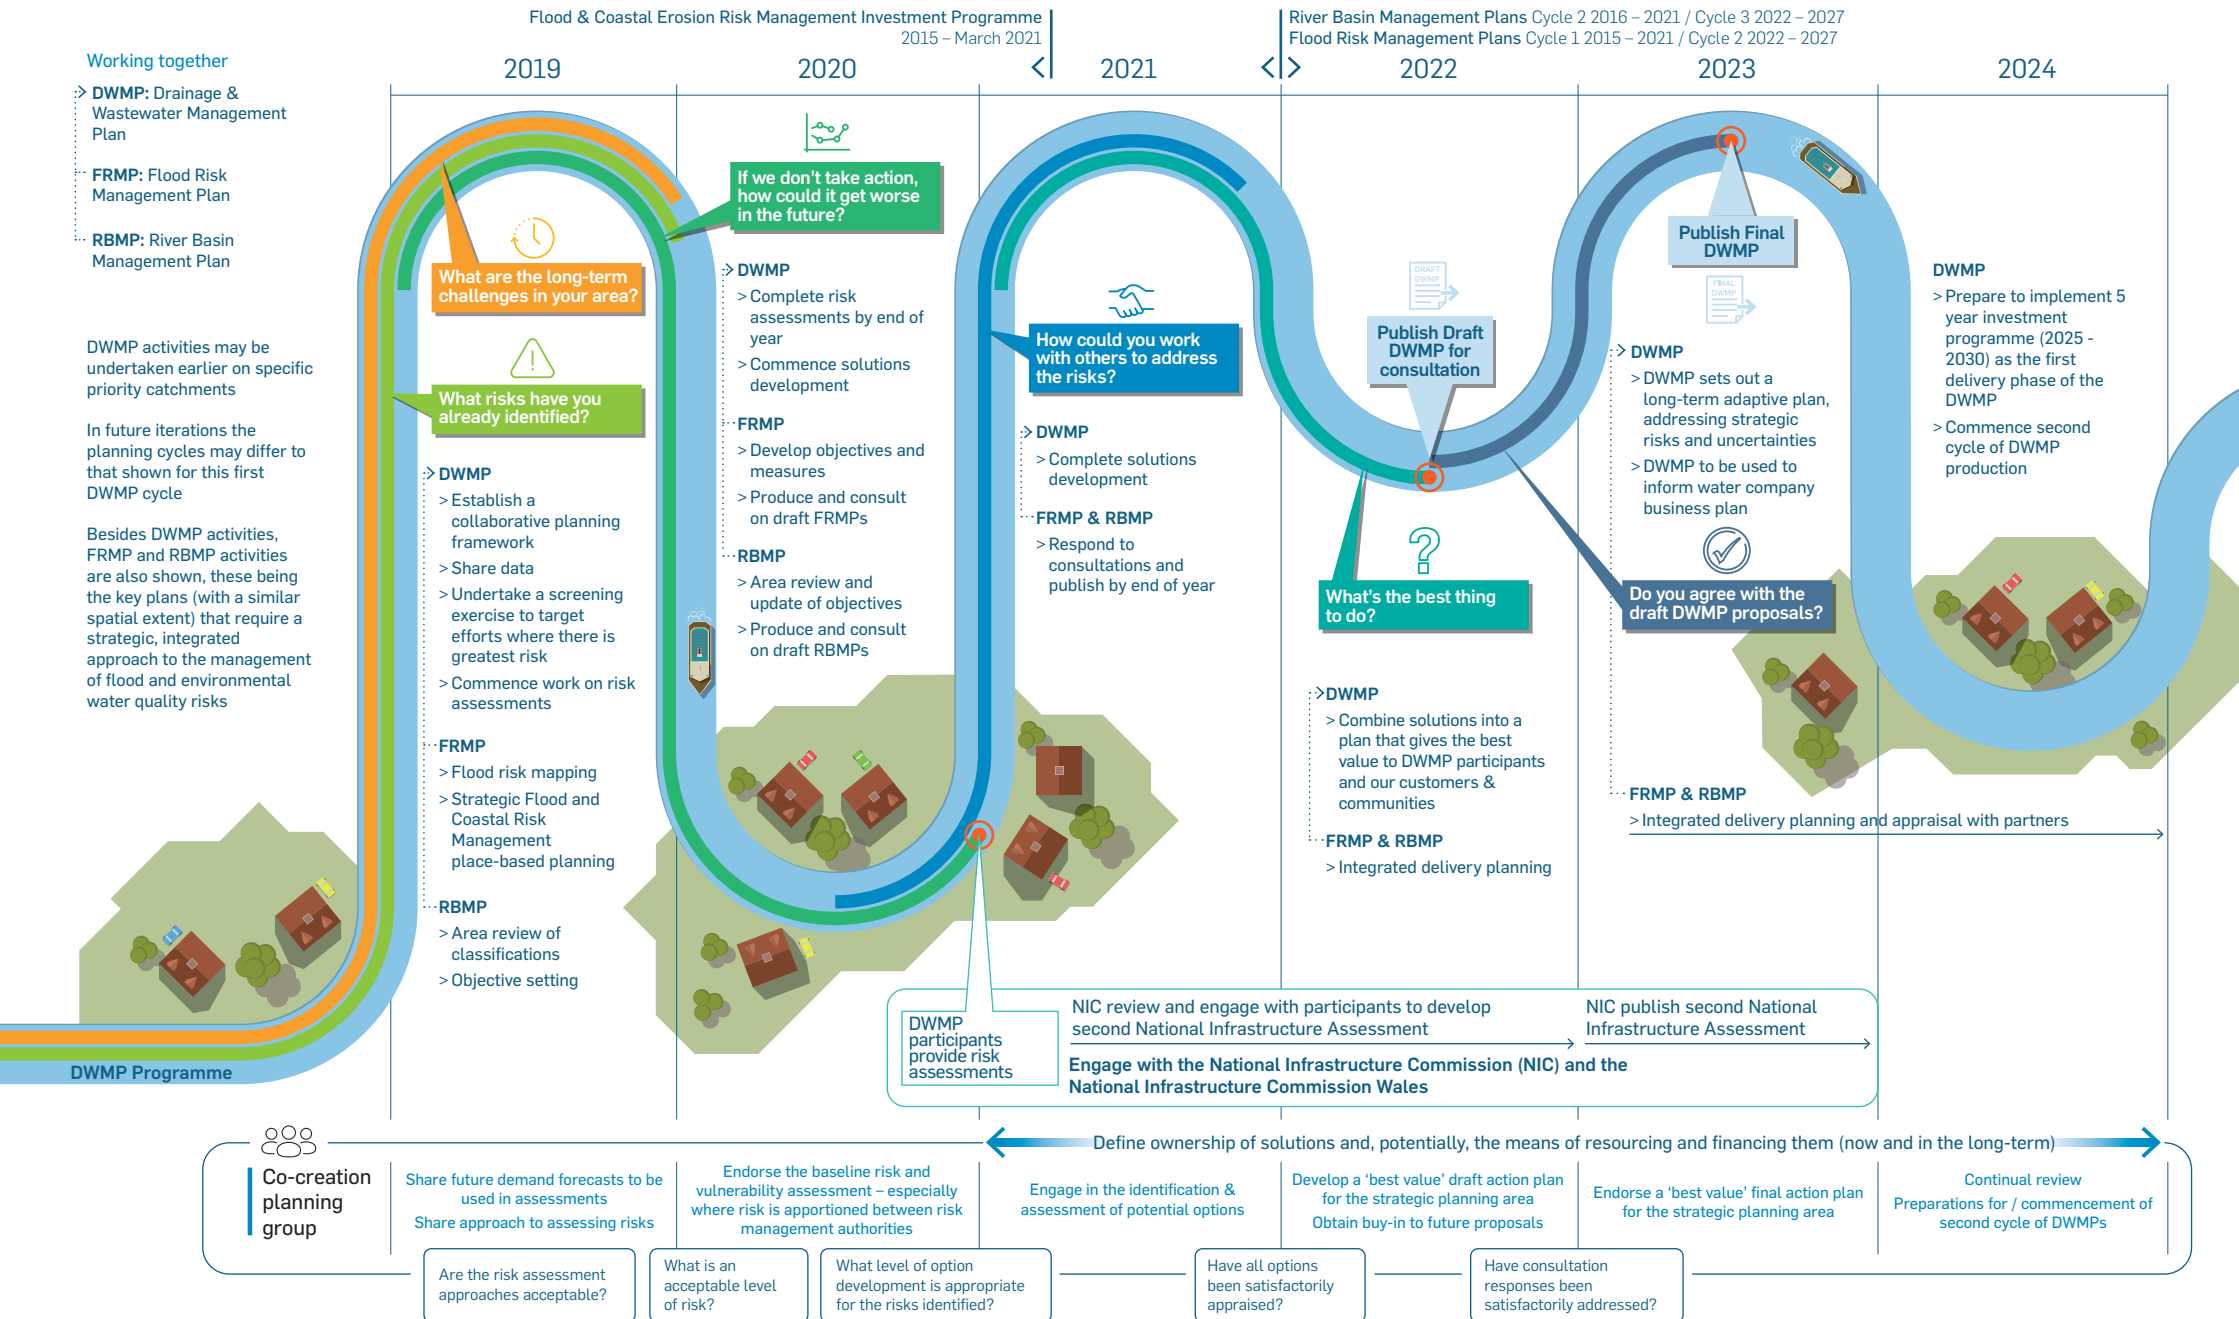 Flood & Coastal Erosion Risk Management Investment Programme
2015 – March 2021
River Basin Management Plans Cycle 2 2016 – 2021 / Cycle 3 2022 – 2027
Flood Risk Management Plans Cycle 1 2015 – 2021 / Cycle 2 2022 – 2027
2019
2020
2021
2022
2023
2024
Working together
DWMP: Drainage &
Wastewater Management
Plan
FRMP: Flood Risk
Management Plan
RBMP: River Basin
Management Plan
DWMP activities may be
undertaken earlier on specific
priority catchments
In future iterations the
planning cycles may differ to
that shown for this first
DWMP cycle
Besides DWMP activities,
FRMP and RBMP activities
are also shown, these being
the key plans (with a similar
spatial extent) that require a
strategic, integrated
approach to the management
of flood and environmental
water quality risks
DWMP Programme
What are the long-term
challenges in your area?
What risks have you
already identified?
DWMP
> Establish a
collaborative planning
framework
> Share data
> Undertake a screening
exercise to target
efforts where there is
greatest risk
> Commence work on risk
assessments
FRMP
> Flood risk mapping
> Strategic Flood and
Coastal Risk
Management
place-based planning
RBMP
> Area review of
classifications
> Objective setting
If we don't take action,
how could it get worse
in the future?
DWMP
> Complete risk
assessments by end of
year
> Commence solutions
development
FRMP
> Develop objectives and
measures
> Produce and consult
on draft FRMPs
RBMP
> Area review and
update of objectives
> Produce and consult
on draft RBMPs
How could you work
with others to address
the risks?
DWMP
> Complete solutions
development
FRMP & RBMP
> Respond to
consultations and
publish by end of year
DRAFT
DWMP
Publish Draft
DWMP for
consultation
What's the best thing
to do?
DWMP
> Combine solutions into a
plan that gives the best
value to DWMP participants
and our customers &
communities
FRMP & RBMP
> Integrated delivery planning
Publish Final
DWMP
FINAL
DWMP
DWMP
> DWMP sets out a
long-term adaptive plan,
addressing strategic
risks and uncertainties
> DWMP to be used to
inform water company
business plan
Do you agree with the
draft DWMP proposals?
FRMP & RBMP
> Integrated delivery planning and appraisal with partners
DWMP
> Prepare to implement 5
year investment
programme (2025 -
2030) as the first
delivery phase of the
DWMP
> Commence second
cycle of DWMP
production
DWMP
participants
provide risk
assessments
NIC review and engage with participants to develop
second National Infrastructure Assessment
NIC publish second National
Infrastructure Assessment
Engage with the National Infrastructure Commission (NIC) and the
National Infrastructure Commission Wales
Define ownership of solutions and, potentially, the means of resourcing and financing them (now and in the long-term)
Co-creation
planning
group
Share future demand forecasts to be
used in assessments
Share approach to assessing risks
Endorse the baseline risk and
vulnerability assessment – especially
where risk is apportioned between risk
management authorities
Engage in the identification &
assessment of potential options
Develop a 'best value' draft action plan
for the strategic planning area
Obtain buy-in to future proposals
Endorse a 'best value' final action plan
for the strategic planning area
Continual review
Preparations for / commencement of
second cycle of DWMPs
Are the risk assessment
approaches acceptable?
What is an
acceptable level
of risk?
What level of option
development is appropriate
for the risks identified?
Have all options
been satisfactorily
appraised?
Have consultation
responses been
satisfactorily addressed?